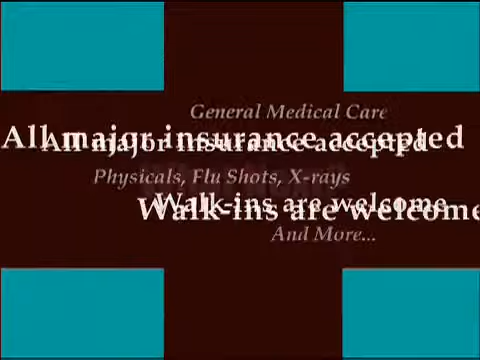 General Medical Care
All major insurance accepted
All major insurance accepted
Physicals, Flu Shots, X-rays
Walk-ins are welcome
Walk-ins are welcome
And More...